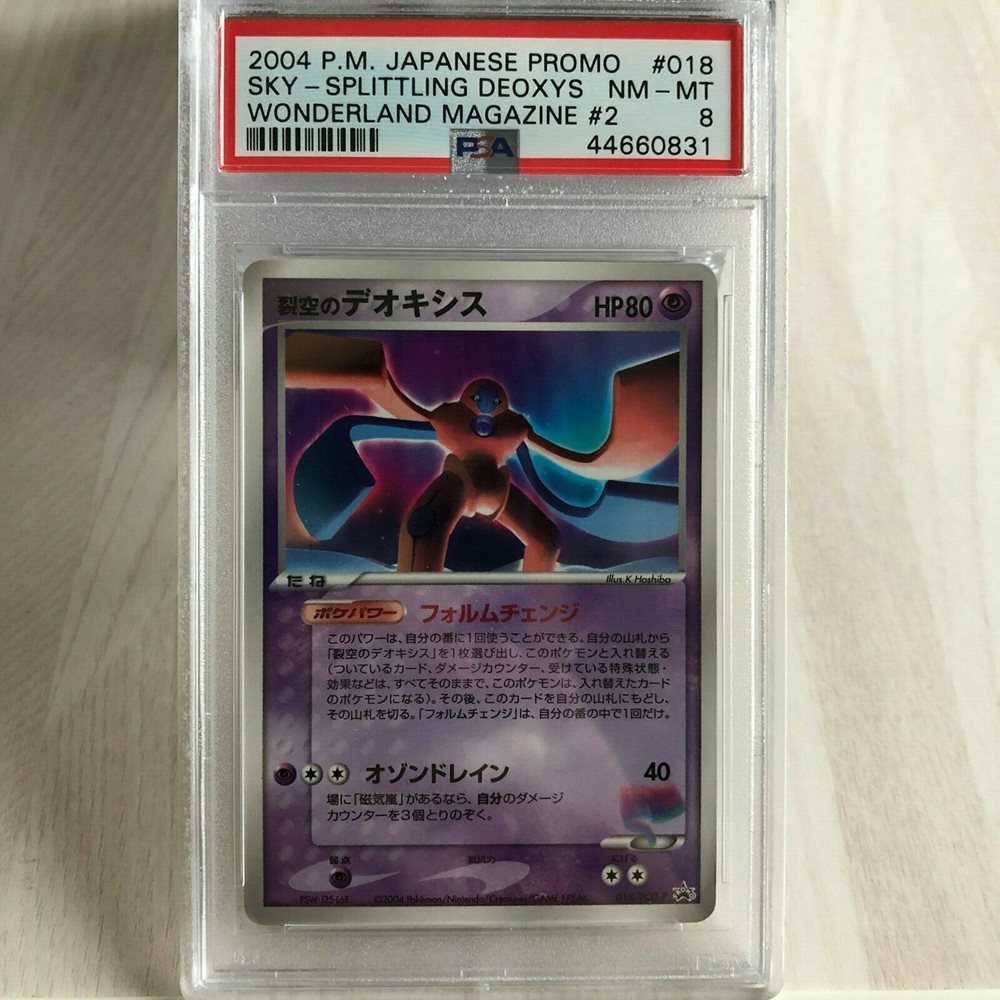 2004 P.M. JAPANESE PROMO #018
SKY-SPLITTLING DEOXYS NM-MT
WONDERLAND MAGAZINE #2 8
PSA 44660831
裂空のデオキシス HP80
たね Illus.K Hoshiba
ポケパワー フォルムチェンジ
このパワーは、自分の番に1回使うことができる。自分の山札から
「裂空のデオキシス」を1枚選び出し、このポケモンと入れ替える
(ついているカード、ダメージカウンター、受けている特殊状態・
効果などは、すべてそのままで、このポケモンは、入れ替えたカード
のポケモンになる)。その後、このカードを自分の山札にもどし、
その山札を切る。「フォルムチェンジ」は、自分の番の中で1回だけ。
オゾンドレイン 40
場に「磁気嵐」があるなら、自分のダメージ
カウンターを3個とりのぞく。
弱点 抵抗力 にげる
PSW-125-L6B ©2004 Pokémon/Nintendo/Creatures/GAME FREAK. 018/PCG-P